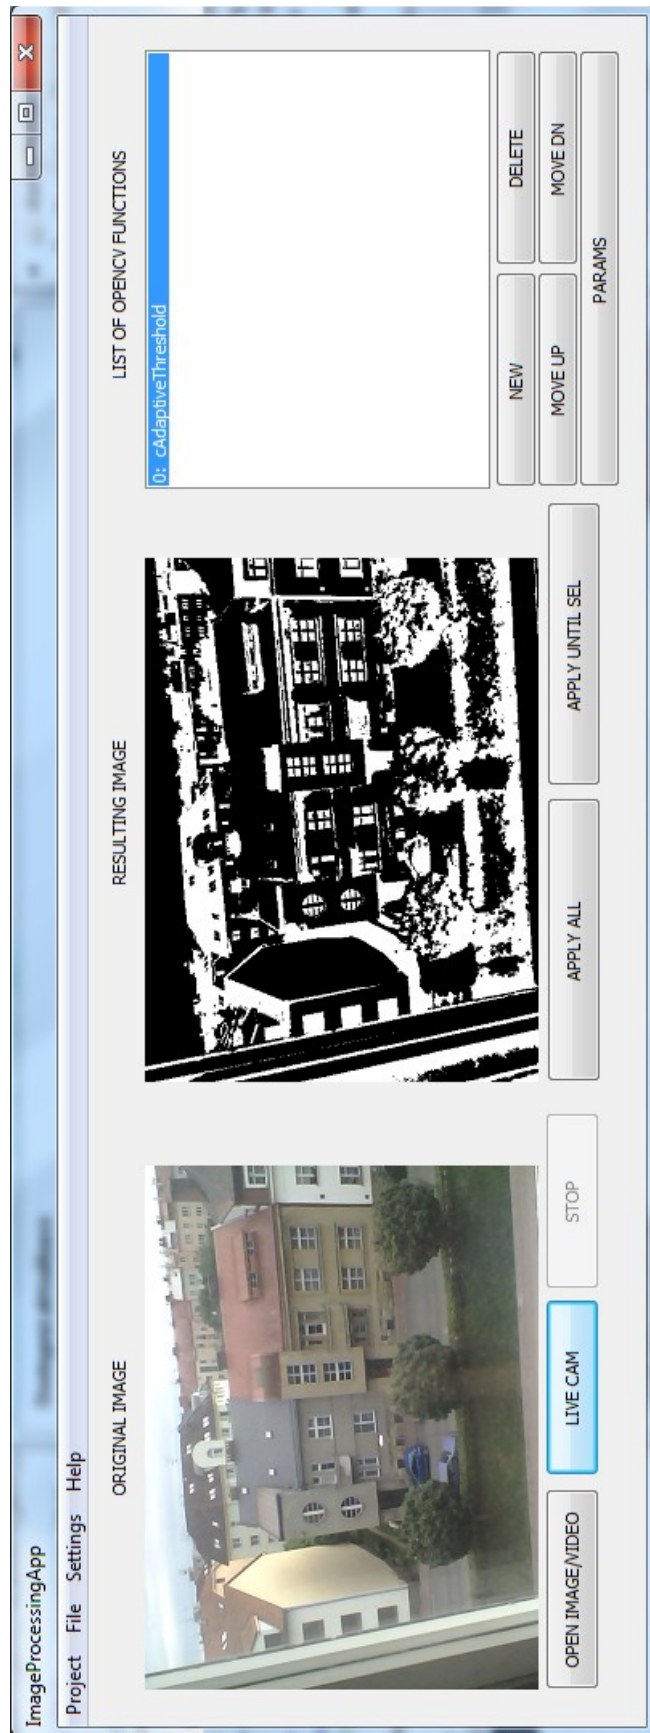 ImageProcessingApp
Project File Settings Help
ORIGINAL IMAGE
RESULTING IMAGE
LIST OF OPENCV FUNCTIONS
0: cAdaptiveThreshold
OPEN IMAGE/VIDEO
LIVE CAM
STOP
APPLY ALL
APPLY UNTIL SEL
NEW
DELETE
MOVE UP
MOVE DN
PARAMS